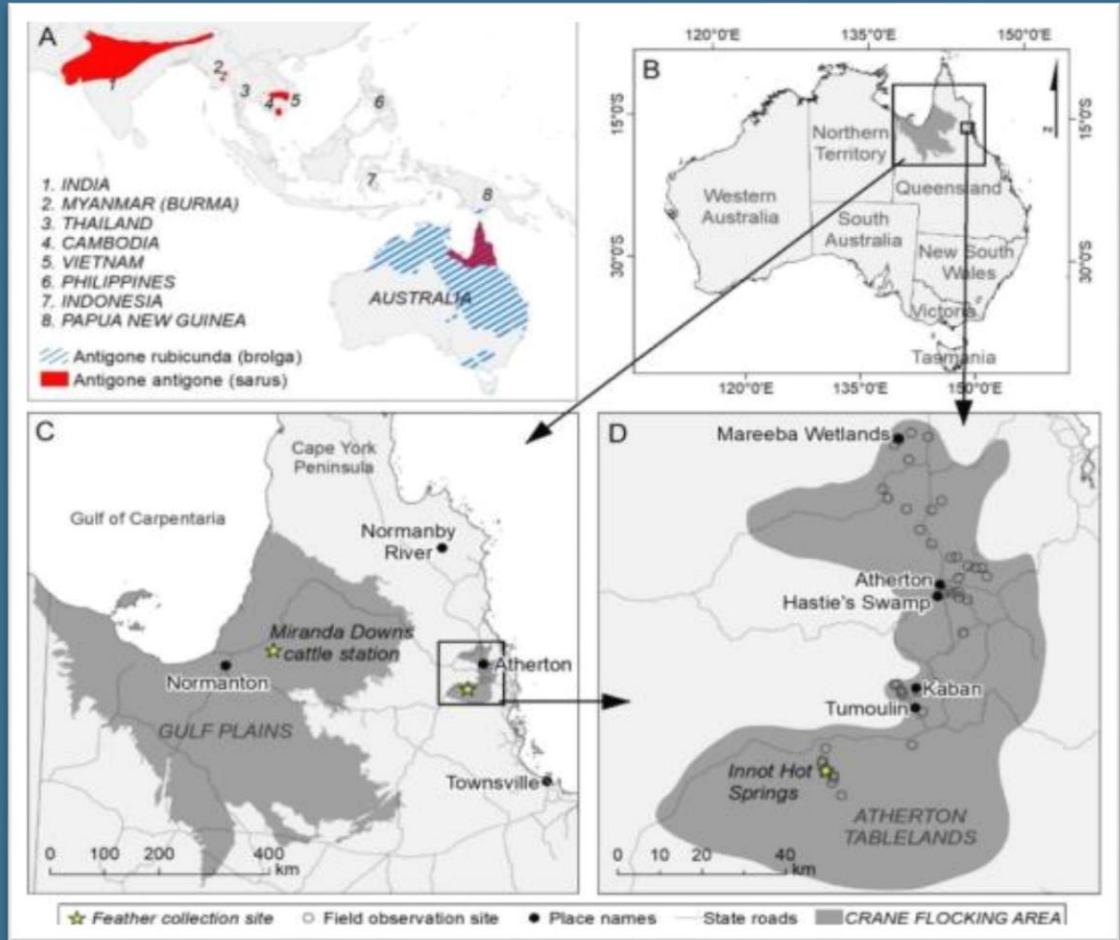 A
1
2
3
4
5
6
7
8
1. INDIA
2. MYANMAR (BURMA)
3. THAILAND
4. CAMBODIA
5. VIETNAM
6. PHILIPPINES
7. INDONESIA
8. PAPUA NEW GUINEA
AUSTRALIA
Antigone rubicunda (brolga)
Antigone antigone (sarus)
120°0'E 135°0'E 150°0'E
B
15°0'S
15°0'S
30°0'S
30°0'S
N
Northern
Territory
Queensland
Western
Australia
South
Australia
New South
Wales
Victoria
Tasmania
120°0'E 135°0'E 150°0'E
C
Cape York
Peninsula
Gulf of Carpentaria
Normanby
River
Miranda Downs
cattle station
Atherton
Normanton
GULF PLAINS
Townsville
0 100 200 400
km
D
Mareeba Wetlands
Atherton
Hastie's Swamp
Kaban
Tumoulin
Innot Hot
Springs
ATHERTON
TABLELANDS
0 10 20 40
km
Feather collection site Field observation site Place names State roads CRANE FLOCKING AREA